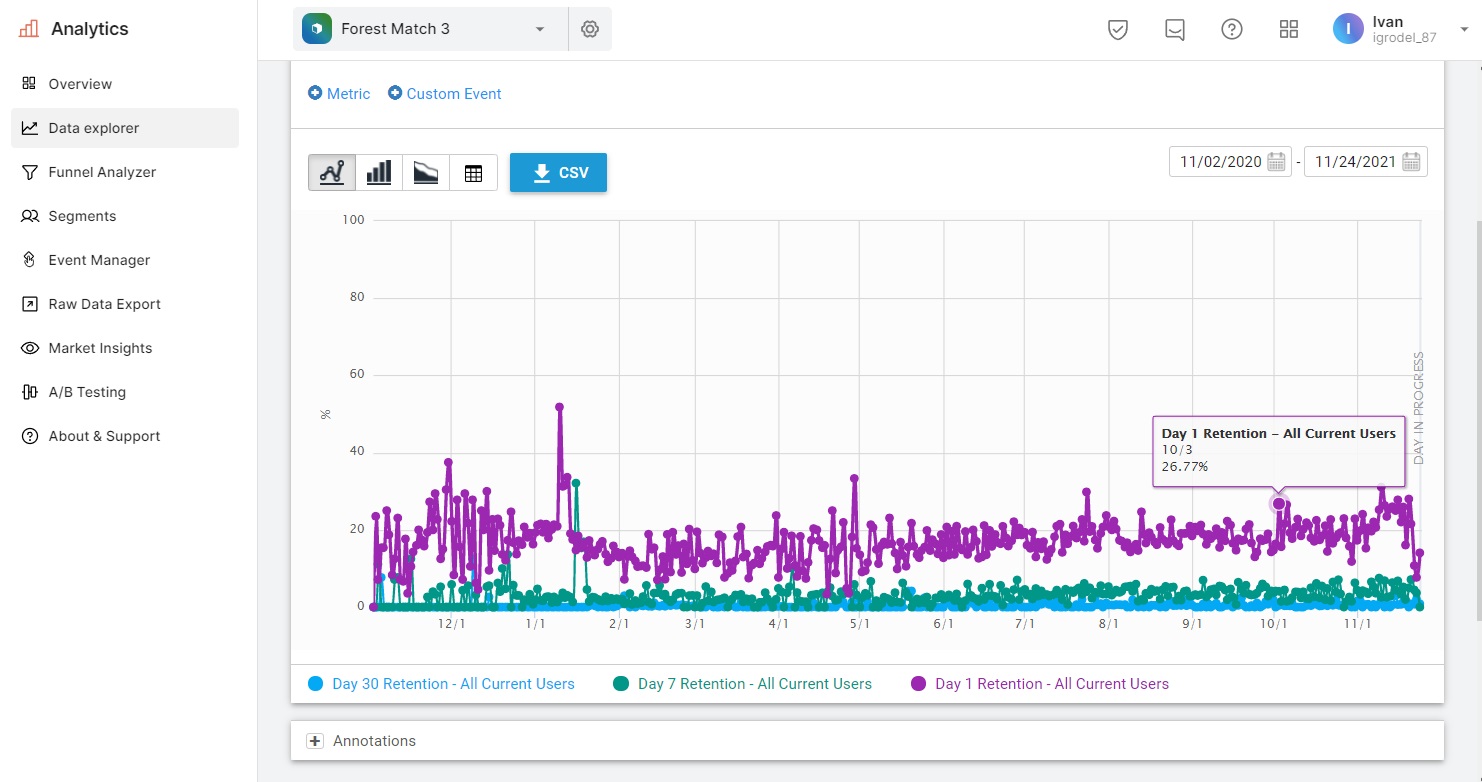 Analytics
Forest Match 3
Ivan
igrodel_87
I
Overview
Data explorer
Funnel Analyzer
Segments
Event Manager
Raw Data Export
Market Insights
A/B Testing
About & Support
Metric
Custom Event
CSV
11/02/2020 - 11/24/2021
100
80
60
40
20
0
%
DAY IN PROGRESS
Day 1 Retention – All Current Users
10/3
26.77%
12/1 1/1 2/1 3/1 4/1 5/1 6/1 7/1 8/1 9/1 10/1 11/1
Day 30 Retention - All Current Users Day 7 Retention - All Current Users Day 1 Retention - All Current Users
Annotations